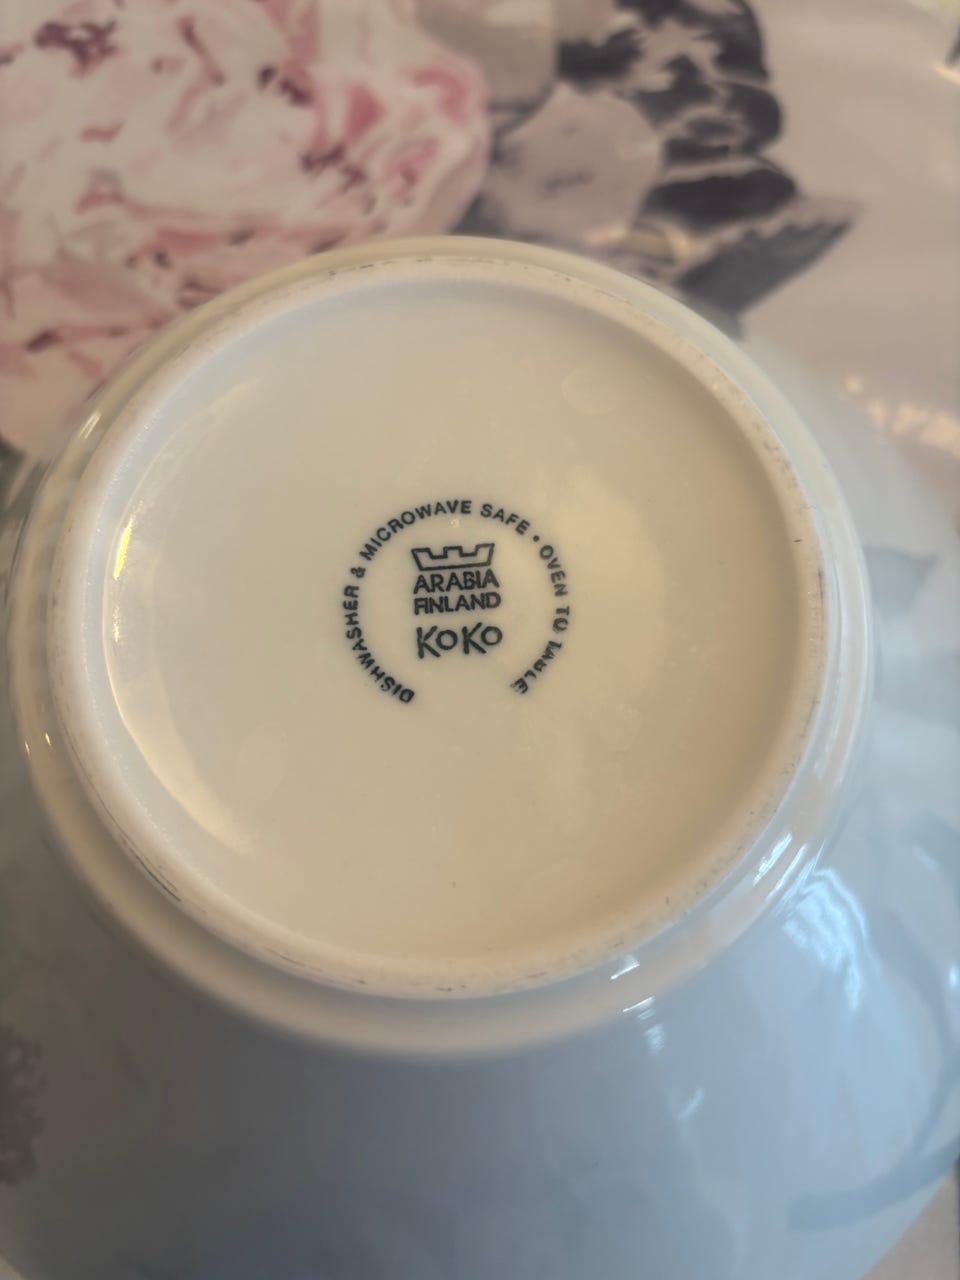 DISHWASHER & MICROWAVE SAFE • OVEN TO TABLE
ARABIA
FINLAND
KoKo